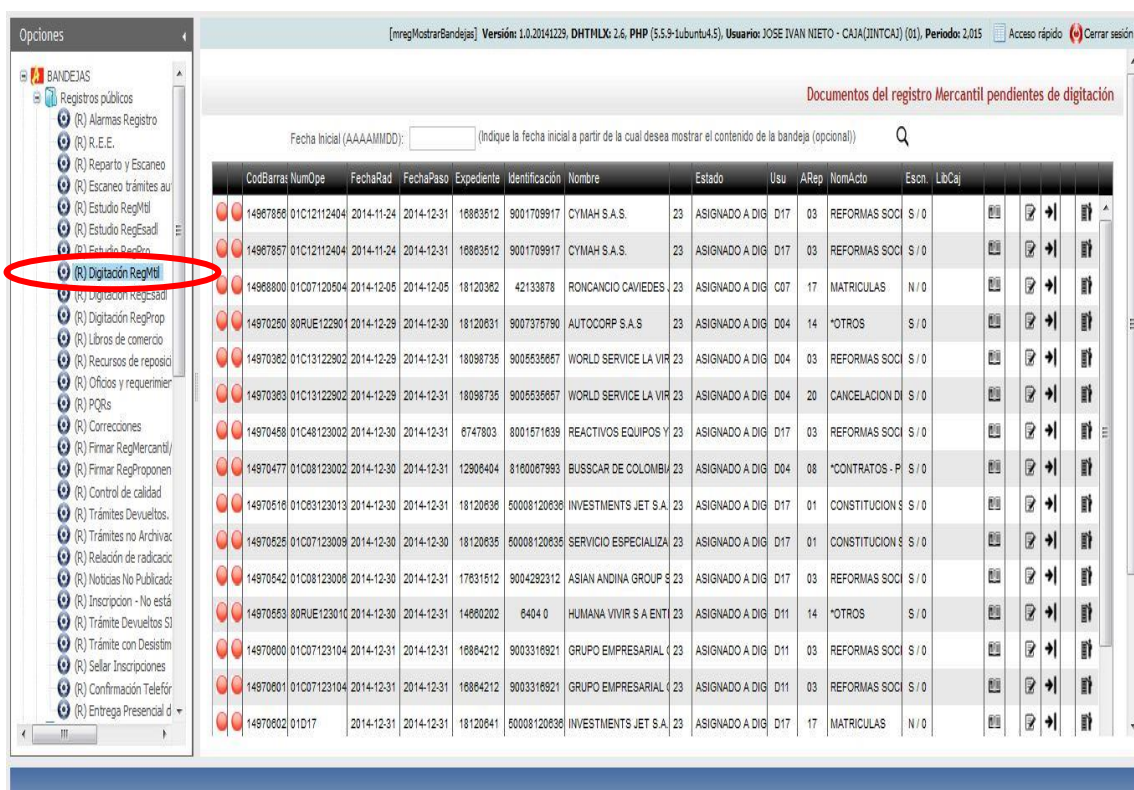 Opciones
[mregMostrarBandejas] Versión: 1.0.20141229, DHTMLX: 2.6, PHP (5.5.9-1ubuntu4.5), Usuario: JOSE IVAN NIETO - CAJA(JINTCAJ) (01), Periodo: 2,015 Acceso rápido Cerrar sesión
BANDEJAS
Registros públicos
(R) Alarmas Registro
(R) R.E.E.
(R) Reparto y Escaneo
(R) Escaneo trámites au
(R) Estudio RegMtil
(R) Estudio RegEsadl
(R) Estudio RegPro
(R) Digitación RegMtil
(R) Digitación RegEsadl
(R) Digitación RegProp
(R) Libros de comercio
(R) Recursos de reposici
(R) Oficios y requerimier
(R) PQRs
(R) Correcciones
(R) Firmar RegMercantil/
(R) Firmar RegProponen
(R) Control de calidad
(R) Trámites Devueltos.
(R) Trámites no Archivac
(R) Relación de radicacic
(R) Noticias No Publicada
(R) Inscripcion - No está
(R) Trámite Devueltos SI
(R) Trámite con Desistim
(R) Sellar Inscripciones
(R) Confirmación Telefór
(R) Entrega Presencial d
Documentos del registro Mercantil pendientes de digitación
Fecha Inicial (AAAAMMDD): (Indique la fecha inicial a partir de la cual desea mostrar el contenido de la bandeja (opcional))
CodBarras NumOpe FechaRad FechaPaso Expediente Identificación Nombre Estado Usu ARep NomActo Escn. LibCaj
14967856 01C12112404 2014-11-24 2014-12-31 16863512 9001709917 CYMAH S.A.S. 23 ASIGNADO A DIG D17 03 REFORMAS SOCI S / 0
14967857 01C12112404 2014-11-24 2014-12-31 16863512 9001709917 CYMAH S.A.S. 23 ASIGNADO A DIG D17 03 REFORMAS SOCI S / 0
14968800 01C07120504 2014-12-05 2014-12-05 18120362 42133878 RONCANCIO CAVIEDES J 23 ASIGNADO A DIG C07 17 MATRICULAS N / 0
14970250 80RUE122901 2014-12-29 2014-12-30 18120631 9007375790 AUTOCORP S.A.S 23 ASIGNADO A DIG D04 14 *OTROS S / 0
14970362 01C13122902 2014-12-29 2014-12-31 18098735 9005535657 WORLD SERVICE LA VIR 23 ASIGNADO A DIG D04 03 REFORMAS SOCI S / 0
14970363 01C13122902 2014-12-29 2014-12-31 18098735 9005535657 WORLD SERVICE LA VIR 23 ASIGNADO A DIG D04 20 CANCELACION DI S / 0
14970458 01C48123002 2014-12-30 2014-12-31 6747803 8001571639 REACTIVOS EQUIPOS Y 23 ASIGNADO A DIG D17 03 REFORMAS SOCI S / 0
14970477 01C08123002 2014-12-30 2014-12-31 12906404 8160067993 BUSSCAR DE COLOMBIA 23 ASIGNADO A DIG D04 08 *CONTRATOS - P S / 0
14970516 01C63123013 2014-12-30 2014-12-31 18120636 50008120636 INVESTMENTS JET S.A. 23 ASIGNADO A DIG D17 01 CONSTITUCION S S / 0
14970525 01C07123009 2014-12-30 2014-12-30 18120635 50008120635 SERVICIO ESPECIALIZA 23 ASIGNADO A DIG D17 01 CONSTITUCION S S / 0
14970542 01C08123006 2014-12-30 2014-12-31 17631512 9004292312 ASIAN ANDINA GROUP S 23 ASIGNADO A DIG D17 03 REFORMAS SOCI S / 0
14970553 80RUE123010 2014-12-30 2014-12-31 14660202 6404 0 HUMANA VIVIR S A ENTI 23 ASIGNADO A DIG D11 14 *OTROS S / 0
14970600 01C07123104 2014-12-31 2014-12-31 16864212 9003316921 GRUPO EMPRESARIAL ( 23 ASIGNADO A DIG D11 03 REFORMAS SOCI S / 0
14970601 01C07123104 2014-12-31 2014-12-31 16864212 9003316921 GRUPO EMPRESARIAL ( 23 ASIGNADO A DIG D11 03 REFORMAS SOCI S / 0
14970602 01D17 2014-12-31 2014-12-31 18120641 50008120636 INVESTMENTS JET S.A. 23 ASIGNADO A DIG D17 17 MATRICULAS N / 0